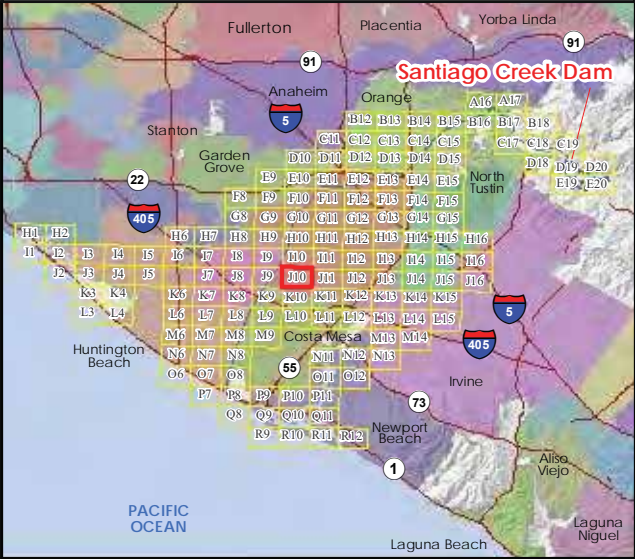 Fullerton
Placentia
Yorba Linda
91
91
Santiago Creek Dam
Anaheim
Orange
A16 A17
5
B12 B13 B14 B15 B16 B17 B18
Stanton
C11 C12 C13 C14 C15 C17 C18 C19
Garden
Grove
D10 D11 D12 D13 D14 D15 D18 D19 D20
North
Tustin
22
E9 E10 E11 E12 E13 E14 E15 E19 E20
F8 F9 F10 F11 F12 F13 F14 F15
405
G8 G9 G10 G11 G12 G13 G14 G15
H1 H2 H6 H7 H8 H9 H10 H11 H12 H13 H14 H15 H16
I1 I2 I3 I4 I5 I6 I7 I8 I9 I10 I11 I12 I13 I14 I15 I16
J2 J3 J4 J5 J7 J8 J9 J10 J11 J12 J13 J14 J15 J16
K3 K4 K6 K7 K8 K9 K10 K11 K12 K13 K14 K15
5
L3 L4 L6 L7 L8 L9 L10 L11 L12 L13 L14 L15
M6 M7 M8 M9 Costa Mesa M13 M14
405
Huntington
Beach
N6 N7 N8 N11 N12 N13
55
O6 O7 O8 O11 O12
Irvine
P7 P8 P9 P10 P11
73
Q8 Q9 Q10 Q11
Newport
Beach
R9 R10 R11 R12
1
Aliso
Viejo
PACIFIC
OCEAN
Laguna
Niguel
Laguna Beach